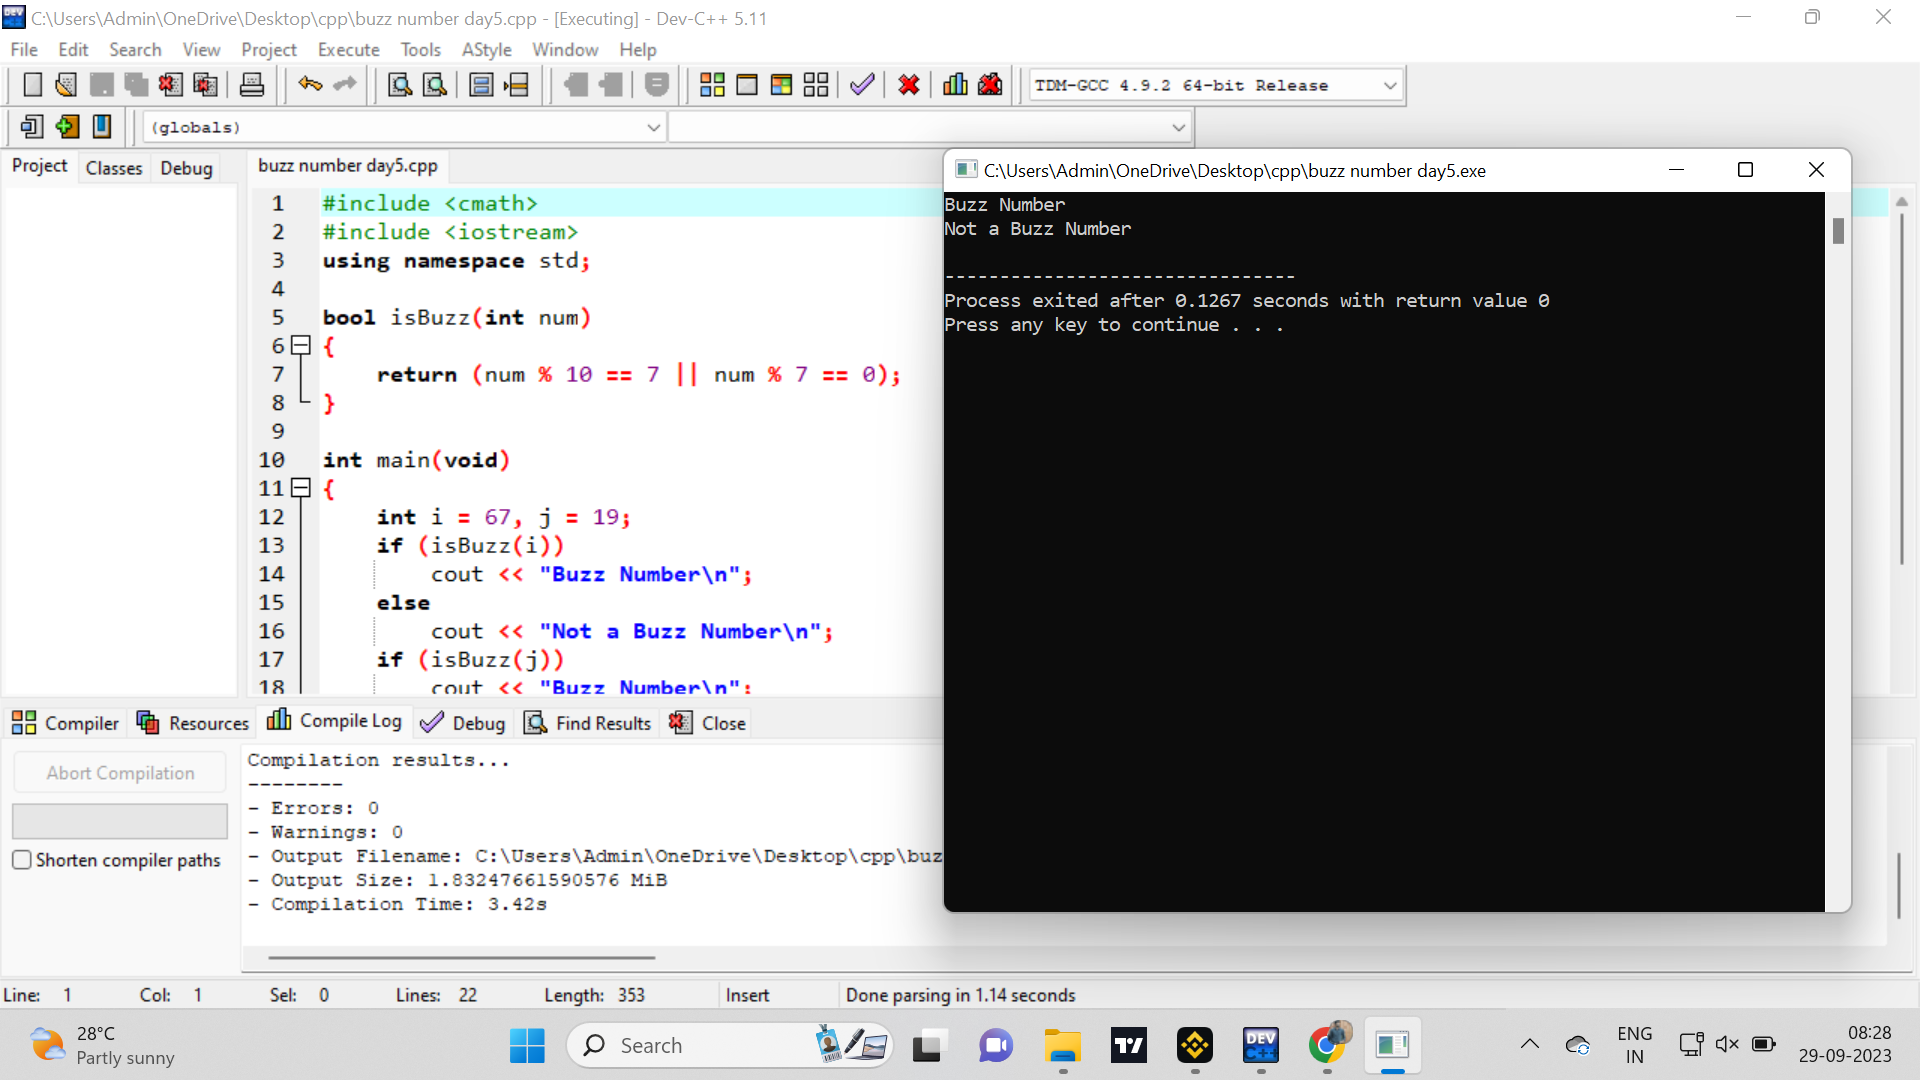 C:\Users\Admin\OneDrive\Desktop\cpp\buzz number day5.cpp - [Executing] - Dev-C++ 5.11
File Edit Search View Project Execute Tools AStyle Window Help
TDM-GCC 4.9.2 64-bit Release
(globals)
Project Classes Debug
buzz number day5.cpp
1 #include <cmath>
2 #include <iostream>
3 using namespace std;
4
5 bool isBuzz(int num)
6 {
7 return (num % 10 == 7 || num % 7 == 0);
8 }
9
10 int main(void)
11 {
12 int i = 67, j = 19;
13 if (isBuzz(i))
14 cout << "Buzz Number\n";
15 else
16 cout << "Not a Buzz Number\n";
17 if (isBuzz(j))
18 cout << "Buzz Number\n";
C:\Users\Admin\OneDrive\Desktop\cpp\buzz number day5.exe
Buzz Number
Not a Buzz Number
--------------------------------
Process exited after 0.1267 seconds with return value 0
Press any key to continue . . .
Compiler Resources Compile Log Debug Find Results Close
Abort Compilation
Shorten compiler paths
Compilation results...
--------
- Errors: 0
- Warnings: 0
- Output Filename: C:\Users\Admin\OneDrive\Desktop\cpp\buz
- Output Size: 1.83247661590576 MiB
- Compilation Time: 3.42s
Line: 1 Col: 1 Sel: 0 Lines: 22 Length: 353 Insert Done parsing in 1.14 seconds
28°C
Partly sunny
Search
DEV
C++
ENG
IN
08:28
29-09-2023